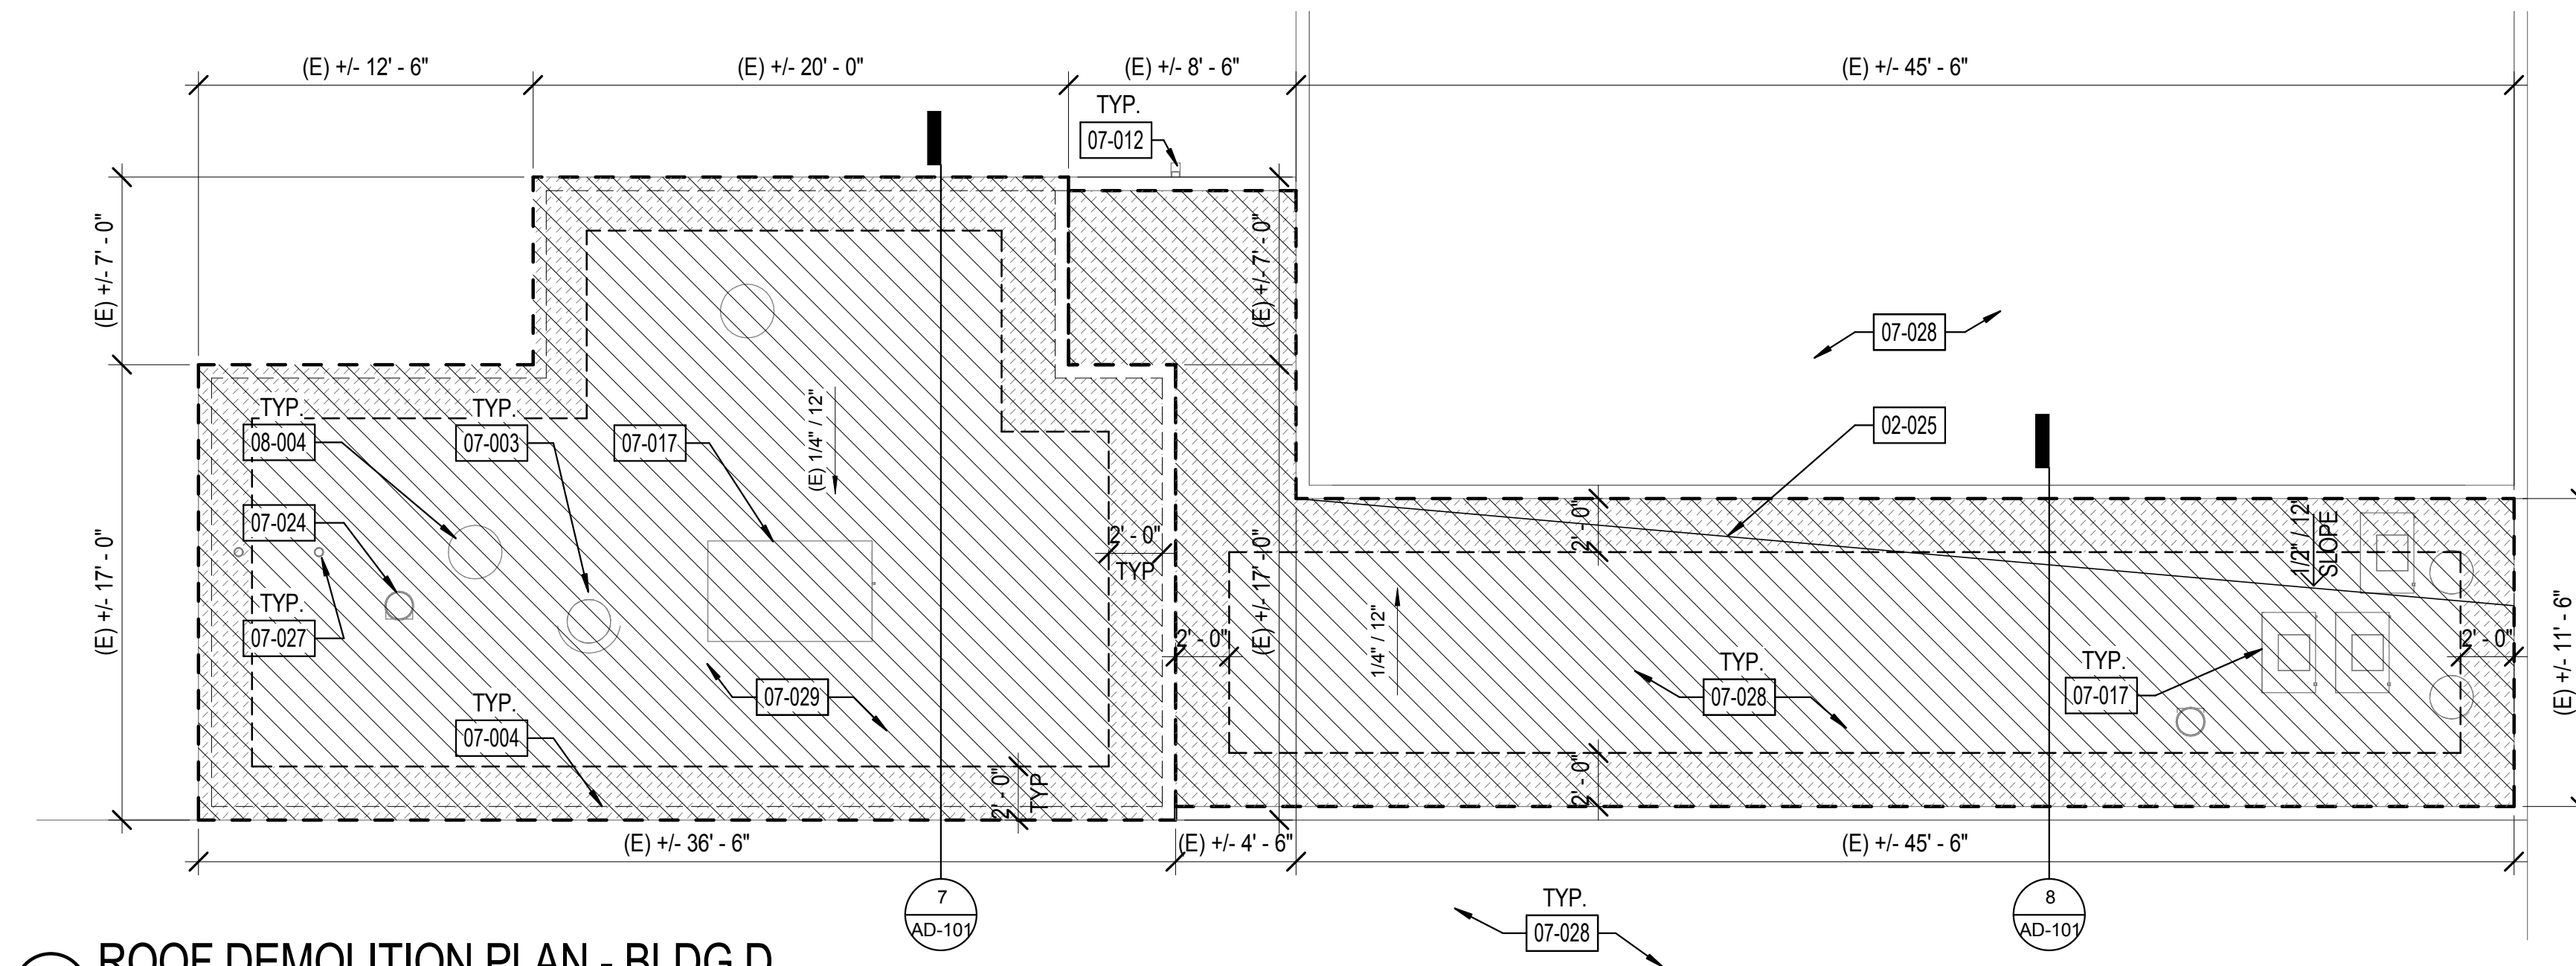 (E) +/- 12' - 6"
(E) +/- 20' - 0"
(E) +/- 8' - 6"
(E) +/- 45' - 6"
TYP.
07-012
(E) +/- 7' - 0"
(E) +/- 7' - 0"
07-028
02-025
TYP.
08-004
TYP.
07-003
07-017
(E) 1/4" / 12"
07-024
TYP.
07-027
(E) +/- 17' - 0"
2' - 0"
TYP
2' - 0"
(E) +/- 17' - 0"
2' - 0"
1/2" / 12"
SLOPE
1/4" / 12"
2' - 0"
(E) +/- 11' - 6"
07-029
TYP.
07-028
TYP.
07-017
TYP.
07-004
2' - 0"
TYP
2' - 0"
(E) +/- 36' - 6"
(E) +/- 4' - 6"
(E) +/- 45' - 6"
7
AD-101
8
AD-101
TYP.
07-028
ROOF DEMOLITION PLAN - BLDG D